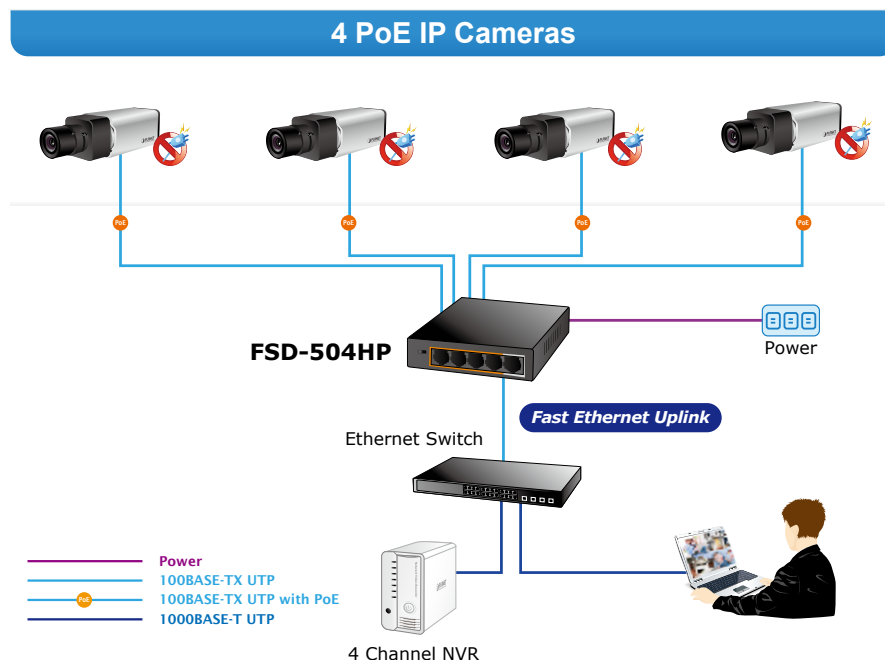 4 PoE IP Cameras
PoE
PoE
PoE
PoE
FSD-504HP
Power
Fast Ethernet Uplink
Ethernet Switch
Power
100BASE-TX UTP
PoE
100BASE-TX UTP with PoE
1000BASE-T UTP
4 Channel NVR